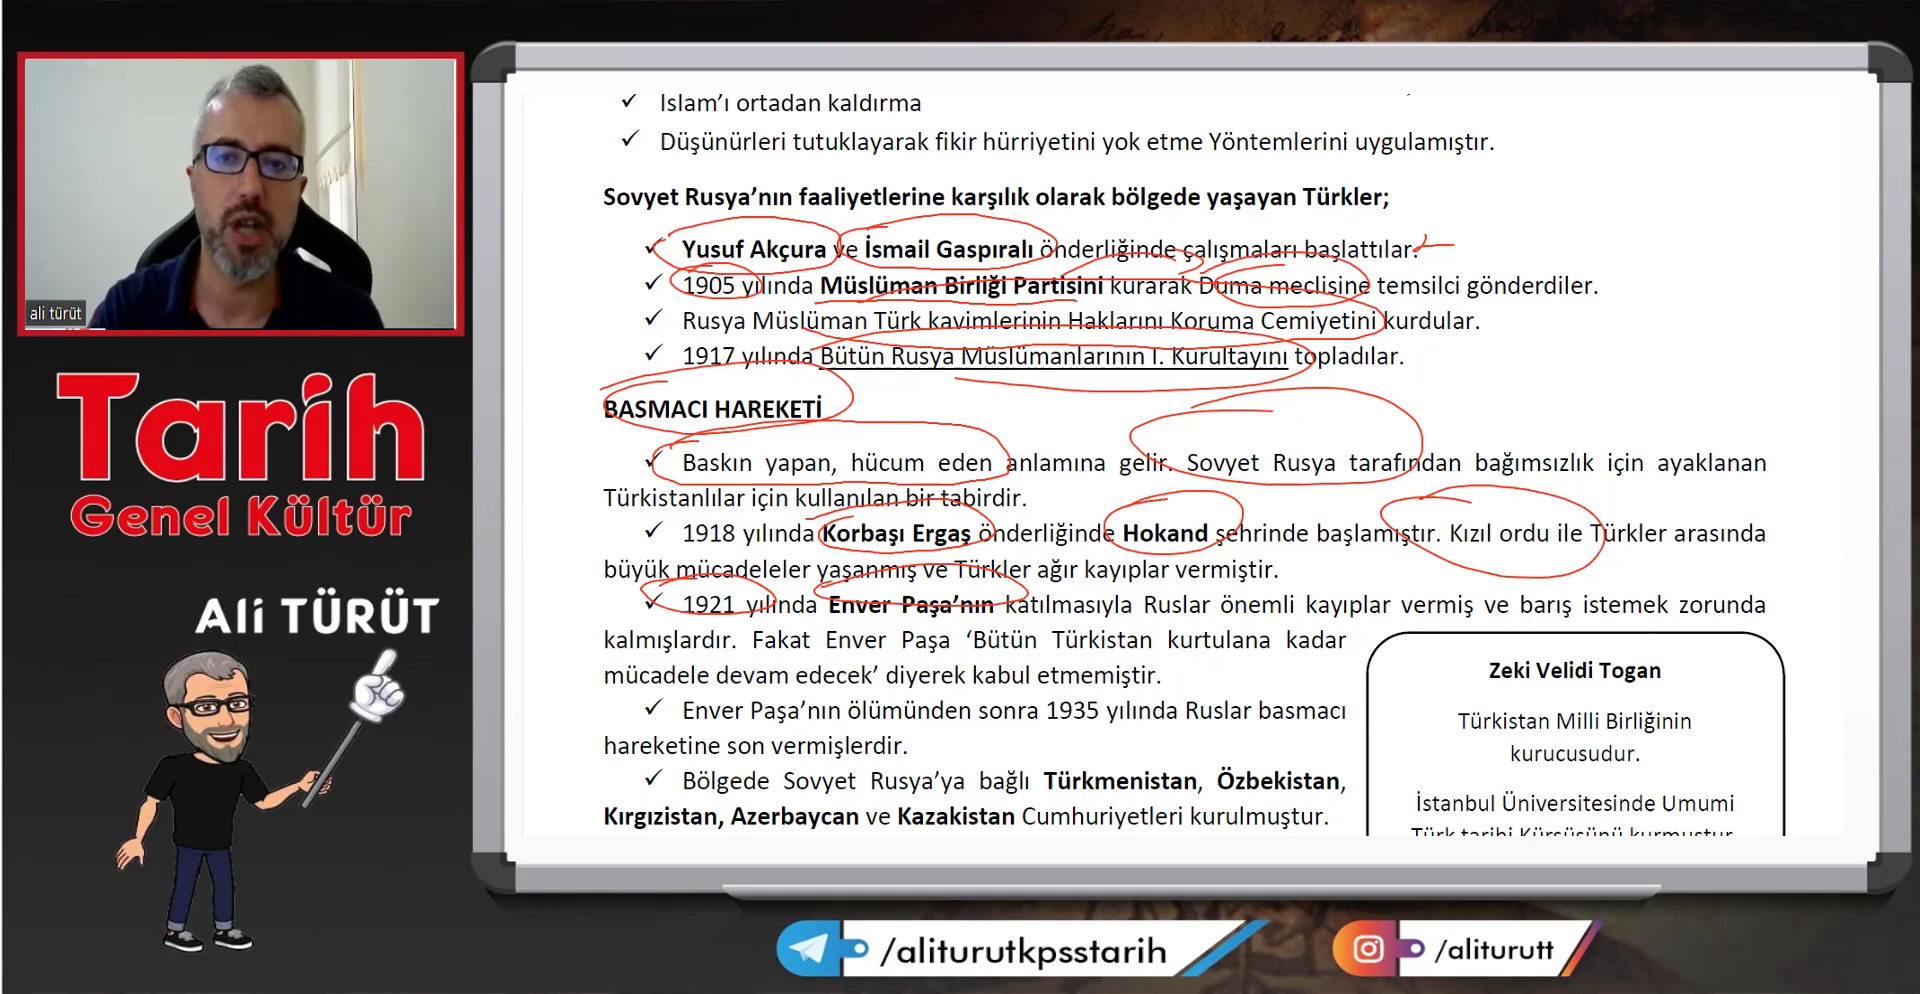 İslam’ı ortadan kaldırma
Düşünürleri tutuklayarak fikir hürriyetini yok etme Yöntemlerini uygulamıştır.
Sovyet Rusya’nın faaliyetlerine karşılık olarak bölgede yaşayan Türkler;
Yusuf Akçura ve İsmail Gaspıralı önderliğinde çalışmaları başlattılar.
1905 yılında Müslüman Birliği Partisini kurarak Duma meclisine temsilci gönderdiler.
Rusya Müslüman Türk kavimlerinin Haklarını Koruma Cemiyetini kurdular.
1917 yılında Bütün Rusya Müslümanlarının I. Kurultayını topladılar.
BASMACI HAREKETİ
Baskın yapan, hücum eden anlamına gelir. Sovyet Rusya tarafından bağımsızlık için ayaklanan
Türkistanlılar için kullanılan bir tabirdir.
1918 yılında Korbaşı Ergaş önderliğinde Hokand şehrinde başlamıştır. Kızıl ordu ile Türkler arasında
büyük mücadeleler yaşanmış ve Türkler ağır kayıplar vermiştir.
1921 yılında Enver Paşa’nın katılmasıyla Ruslar önemli kayıplar vermiş ve barış istemek zorunda
kalmışlardır. Fakat Enver Paşa ‘Bütün Türkistan kurtulana kadar
mücadele devam edecek’ diyerek kabul etmemiştir.
Enver Paşa’nın ölümünden sonra 1935 yılında Ruslar basmacı
hareketine son vermişlerdir.
Bölgede Sovyet Rusya’ya bağlı Türkmenistan, Özbekistan,
Kırgızistan, Azerbaycan ve Kazakistan Cumhuriyetleri kurulmuştur.
Zeki Velidi Togan
Türkistan Milli Birliğinin
kurucusudur.
İstanbul Üniversitesinde Umumi
Türk tarihi Kürsüsünü kurmuştur.
ali türüt
Tarih
Genel Kültür
Ali TÜRÜT
/aliturutkpsstarih
/aliturutt